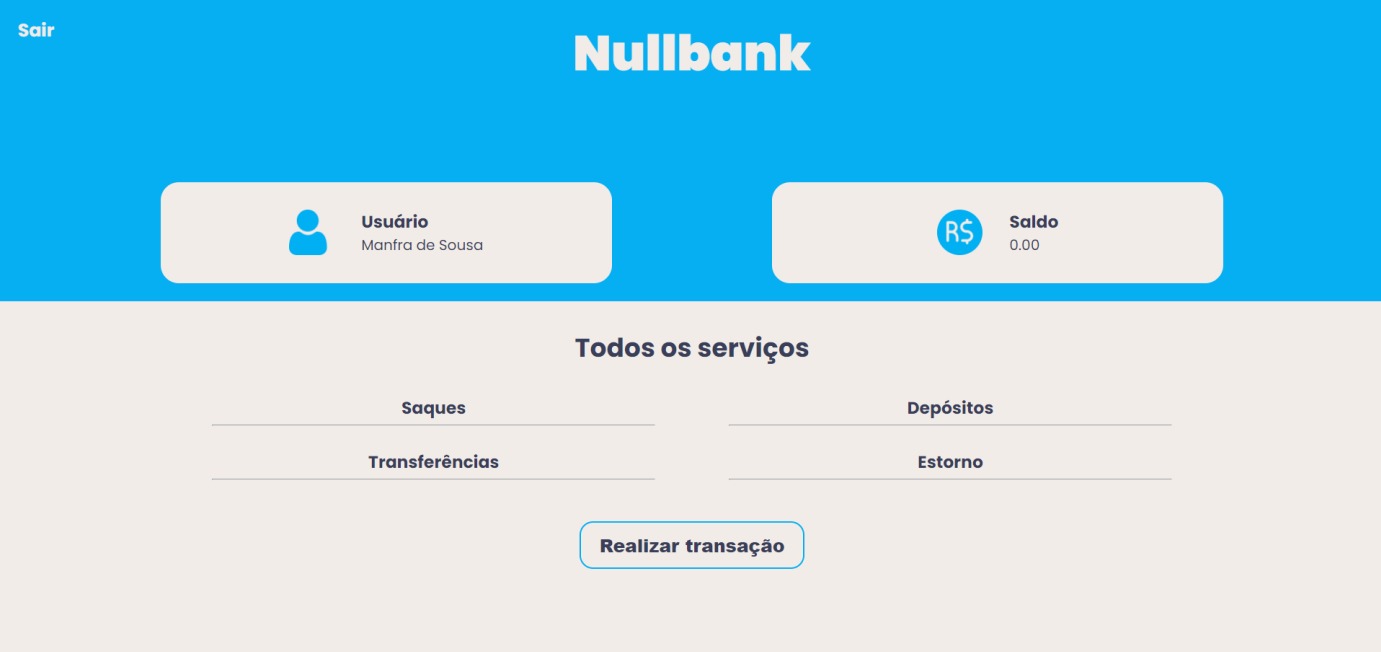 Sair
Nullbank
Usuário
Manfra de Sousa
R$
Saldo
0.00
Todos os serviços
Saques
Depósitos
Transferências
Estorno
Realizar transação